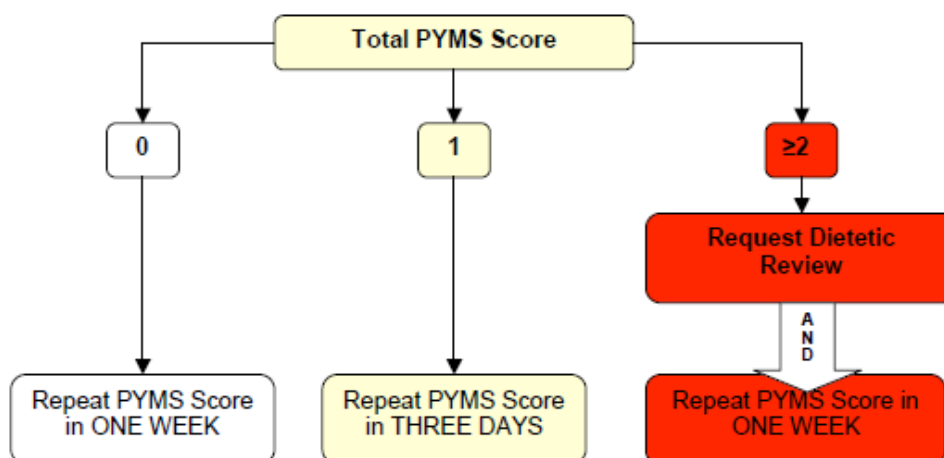 Total PYMS Score
0
1
≥2
Request Dietetic
Review
A
N
D
Repeat PYMS Score
in ONE WEEK
Repeat PYMS Score
in THREE DAYS
Repeat PYMS Score in
ONE WEEK